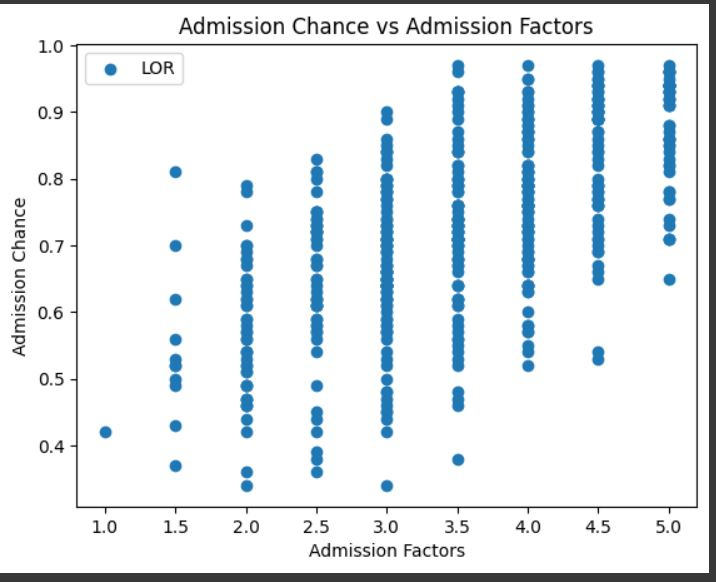 Admission Chance vs Admission Factors
LOR
1.0
0.9
0.8
0.7
0.6
0.5
0.4
Admission Chance
1.0 1.5 2.0 2.5 3.0 3.5 4.0 4.5 5.0
Admission Factors